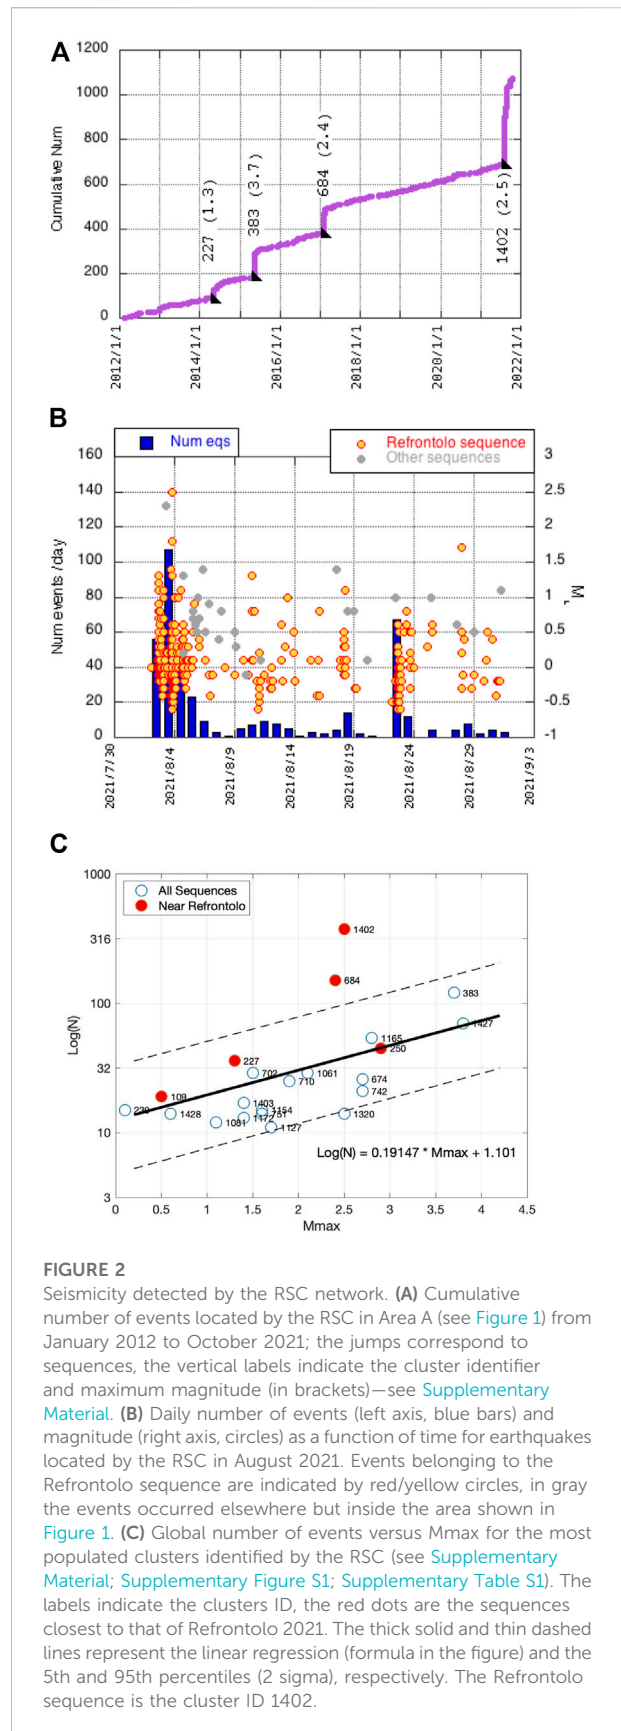 A
1200
1000
800
600
400
200
0
Cumulative Num
227 (1.3)
383 (3.7)
684 (2.4)
1402 (2.5)
2012/1/1
2014/1/1
2016/1/1
2018/1/1
2020/1/1
2022/1/1
B
Num eqs
Refrontolo sequence
Other sequences
160
140
120
100
80
60
40
20
0
Num events/day
3
2.5
2
1.5
1
0.5
0
-0.5
-1
M L
2021/7/30
2021/8/4
2021/8/9
2021/8/14
2021/8/19
2021/8/24
2021/8/29
2021/9/3
C
All Sequences
Near Refrontolo
1000
316
100
32
10
3
Log(N)
1402
684
383
1427
1165
250
227
702
1061
710
674
742
109
239
1428
1403
1154
751
1172
1081
1127
1320
Log(N) = 0.19147 * Mmax + 1.101
0 0.5 1 1.5 2 2.5 3 3.5 4 4.5
Mmax
FIGURE 2
Seismicity detected by the RSC network. (A) Cumulative
number of events located by the RSC in Area A (see Figure 1) from
January 2012 to October 2021; the jumps correspond to
sequences, the vertical labels indicate the cluster identifier
and maximum magnitude (in brackets)—see Supplementary
Material. (B) Daily number of events (left axis, blue bars) and
magnitude (right axis, circles) as a function of time for earthquakes
located by the RSC in August 2021. Events belonging to the
Refrontolo sequence are indicated by red/yellow circles, in gray
the events occurred elsewhere but inside the area shown in
Figure 1. (C) Global number of events versus Mmax for the most
populated clusters identified by the RSC (see Supplementary
Material; Supplementary Figure S1; Supplementary Table S1). The
labels indicate the clusters ID, the red dots are the sequences
closest to that of Refrontolo 2021. The thick solid and thin dashed
lines represent the linear regression (formula in the figure) and the
5th and 95th percentiles (2 sigma), respectively. The Refrontolo
sequence is the cluster ID 1402.